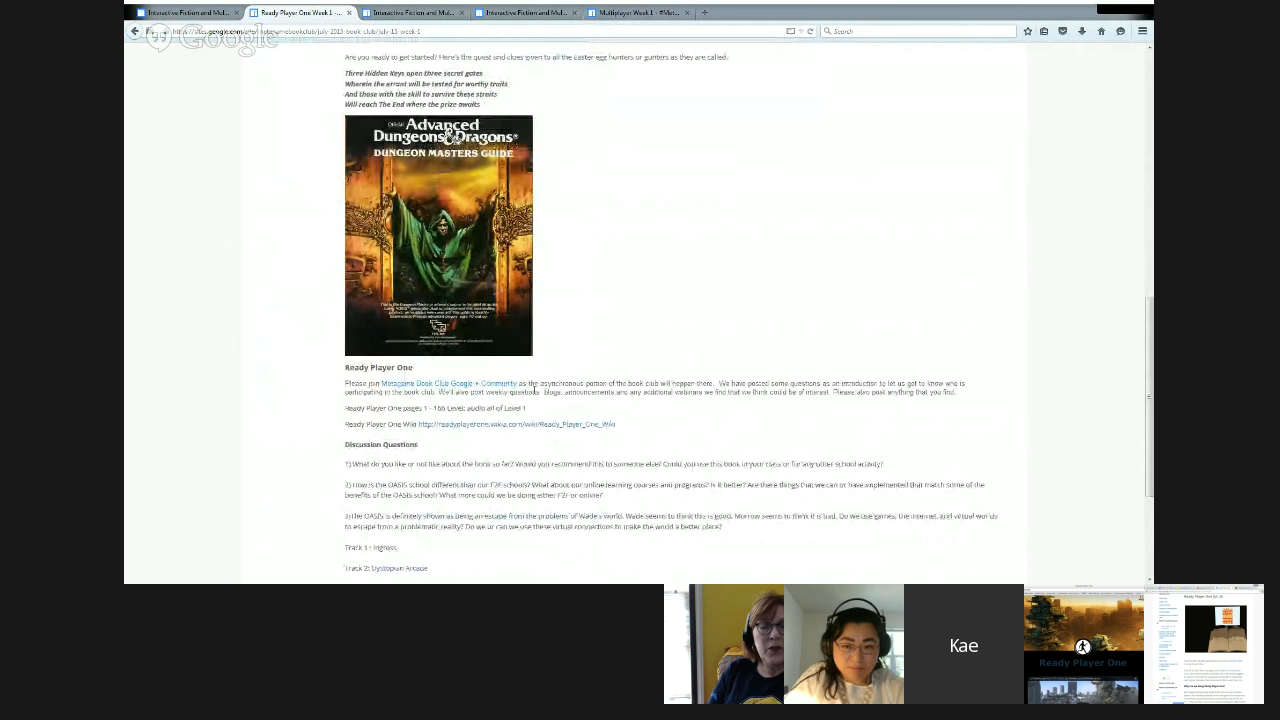 Interactive Fiction and Mul...
Ready Player One Week 1 -...
Interactive Fiction and Mul...
Interactive Fiction and Mul...
Multiplayer Week 1 - #Met...
Google
Search
Are you ready to get started? Here's the quest and clues given to all the easter egg hunters or gunters as they are called.
Three Hidden Keys open three secret gates
Wherein the errant will be tested for worthy traits
And those with the skill to survive these straits
Will reach The End where the prize awaits
Official
Advanced
Dungeons & Dragons®
DUNGEON MASTERS GUIDE
Ready Player One
Please join Metagame Book Club Google + Community as the asynchronous portion of the book club will happen there. We have posted some questions as an introduction to let us get to know who is
participating in the book club. We'll also post weekly questions, blogs, announcements and any additional webinars we find that we think could be of interest. Please also post anything that you find.
Ready Player One pages 1 - 166 Level; audio all of Level 1
Ready Player One Wiki http://readyplayerone.wikia.com/wiki/Ready_Player_One_Wiki
Discussion Questions
1) What do you like or not like about the book so far? Would you recommend this to someone else? Could you use this book in your class or for any other school activity?
2) How is the OASIS school different than our F2F schools? What about our online learning courses and programs? Is it better? Are there things that we can or have implemented that match some of the
benefits of the OASIS school? What more could we be doing either F2F or online?
3) The OASIS is definitely shown as being an escape from the problems of Wade's world. Wade seems to think this is good. Morrow seems to think it is bad. Do we use games, the internet, and virtual worlds
to escape from a problematic reality? Do we or can we use these virtual connections to make the world a better place?
Track 1: Ingress
Track 2: Dystopian Arcade
Kae
Ready Player One